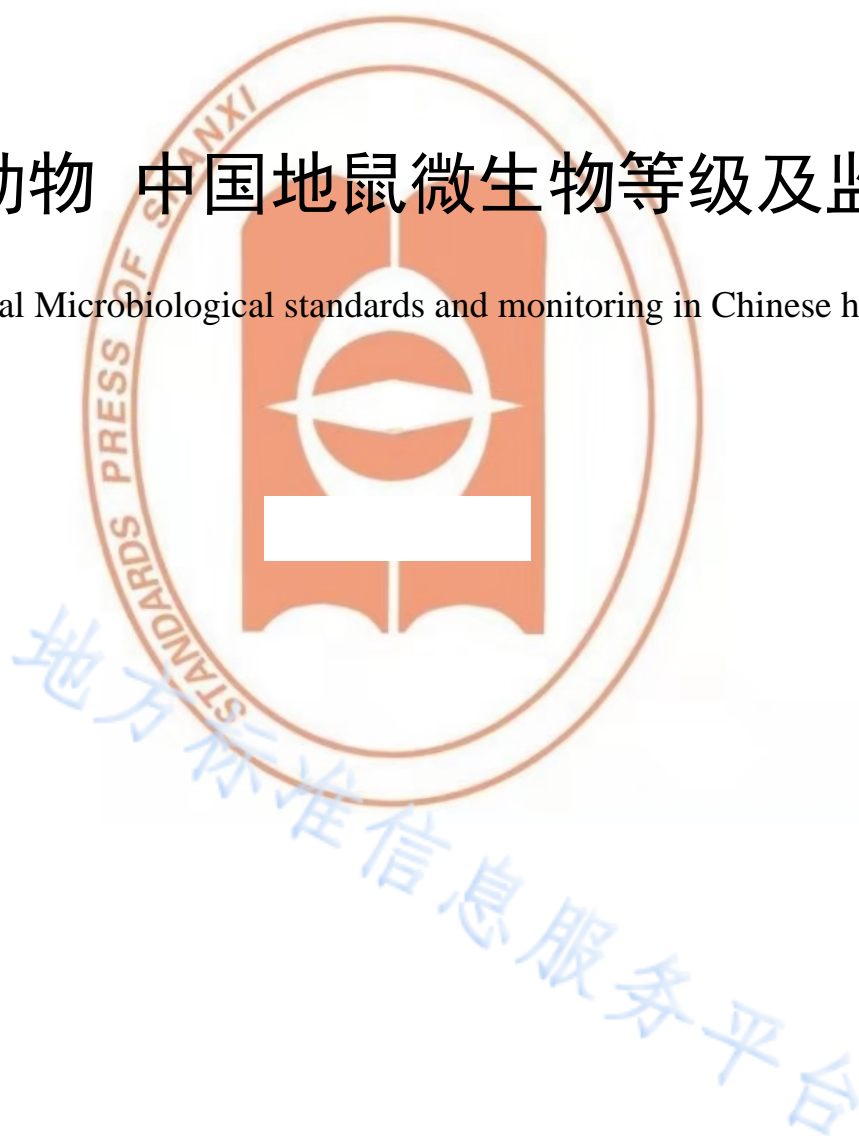 动物 中国地鼠微生物等级及监
al Microbiological standards and monitoring in Chinese h
STANDARDS PRESS OF SHANXI
地方标准信息服务平台